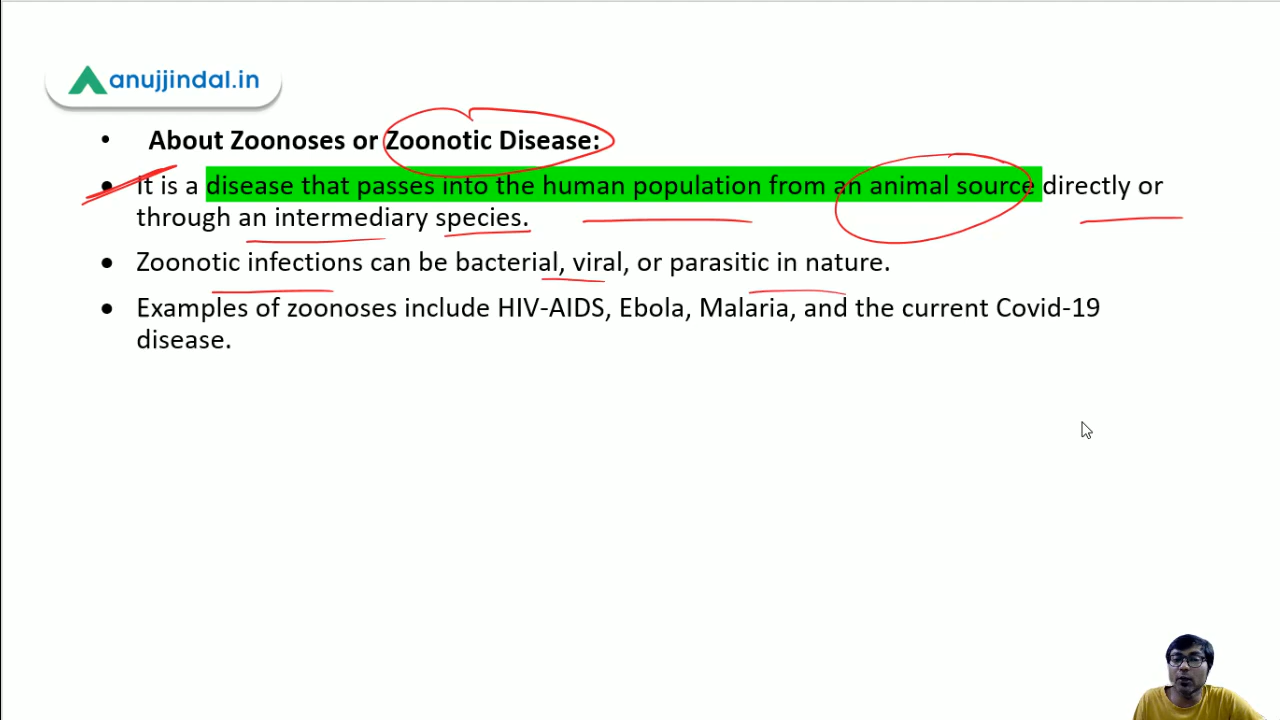 anujjindal.in
• About Zoonoses or Zoonotic Disease:
• It is a disease that passes into the human population from an animal source directly or
through an intermediary species.
• Zoonotic infections can be bacterial, viral, or parasitic in nature.
• Examples of zoonoses include HIV-AIDS, Ebola, Malaria, and the current Covid-19
disease.